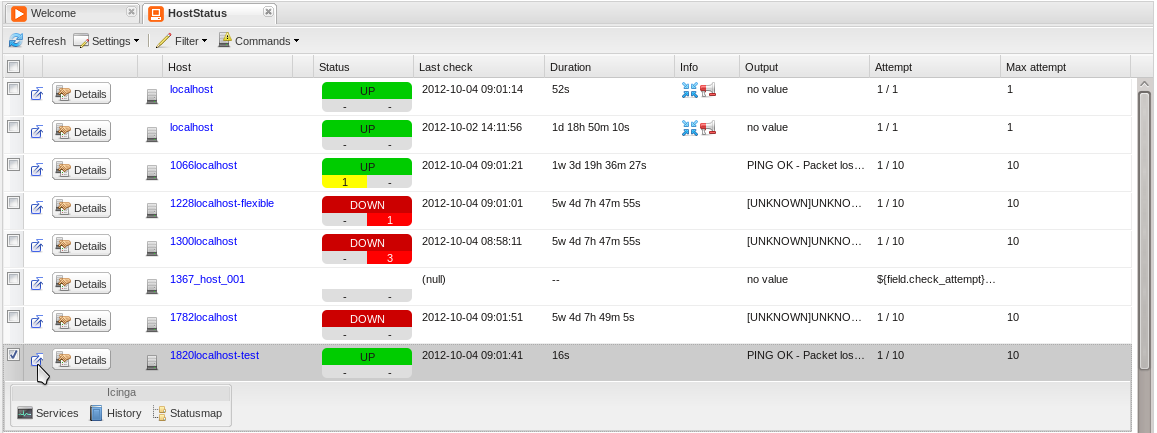 Welcome HostStatus
Refresh Settings Filter Commands
Host Status Last check Duration Info Output Attempt Max attempt
Details localhost UP 2012-10-04 09:01:14 52s no value 1 / 1 1
- -
Details localhost UP 2012-10-02 14:11:56 1d 18h 50m 10s no value 1 / 1 1
- -
Details 1066localhost UP 2012-10-04 09:01:21 1w 3d 19h 36m 27s PING OK - Packet los... 1 / 10 10
1 -
Details 1228localhost-flexible DOWN 2012-10-04 09:01:01 5w 4d 7h 47m 55s [UNKNOWN]UNKNO... 1 / 10 10
- 1
Details 1300localhost DOWN 2012-10-04 08:58:11 5w 4d 7h 47m 55s [UNKNOWN]UNKNO... 1 / 10 10
- 3
Details 1367_host_001 (null) -- no value ${field.check_attempt}...
- -
Details 1782localhost DOWN 2012-10-04 09:01:51 5w 4d 7h 49m 5s [UNKNOWN]UNKNO... 1 / 10 10
- -
Details 1820localhost-test UP 2012-10-04 09:01:41 16s PING OK - Packet los... 1 / 10 10
- -
Icinga
Services History Statusmap